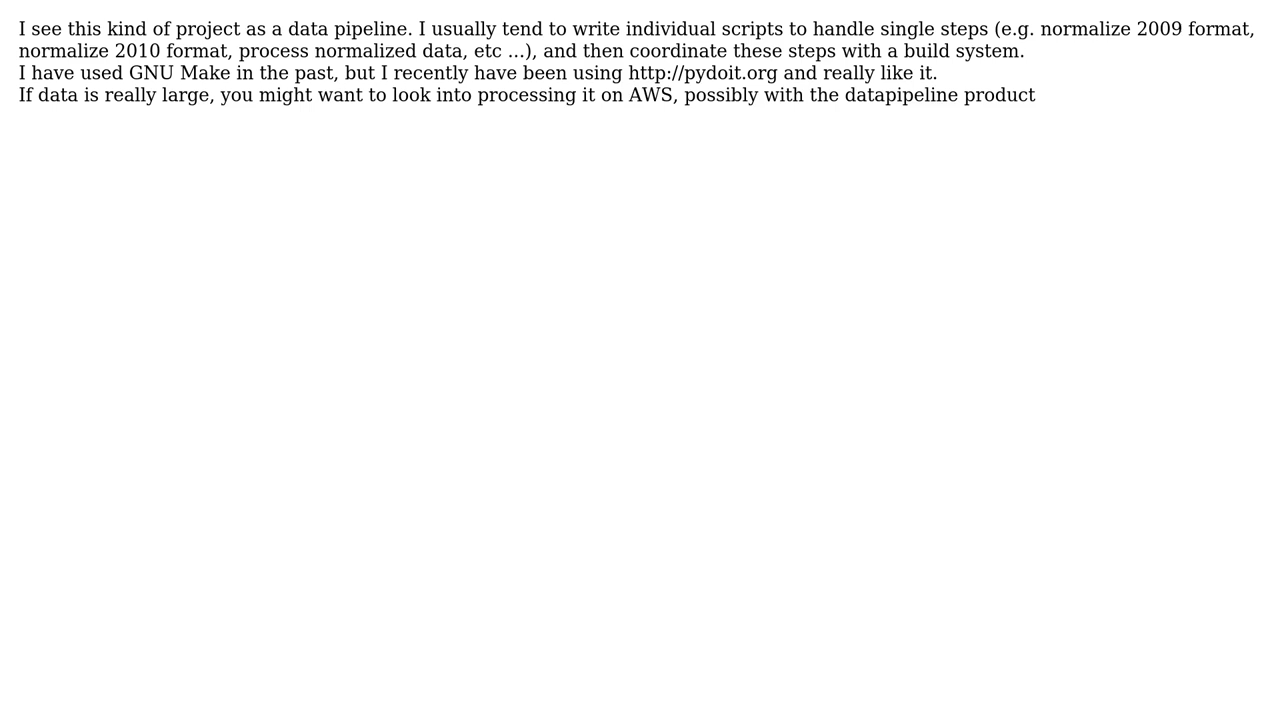 I see this kind of project as a data pipeline. I usually tend to write individual scripts to handle single steps (e.g. normalize 2009 format,
normalize 2010 format, process normalized data, etc ...), and then coordinate these steps with a build system.
I have used GNU Make in the past, but I recently have been using http://pydoit.org and really like it.
If data is really large, you might want to look into processing it on AWS, possibly with the datapipeline product